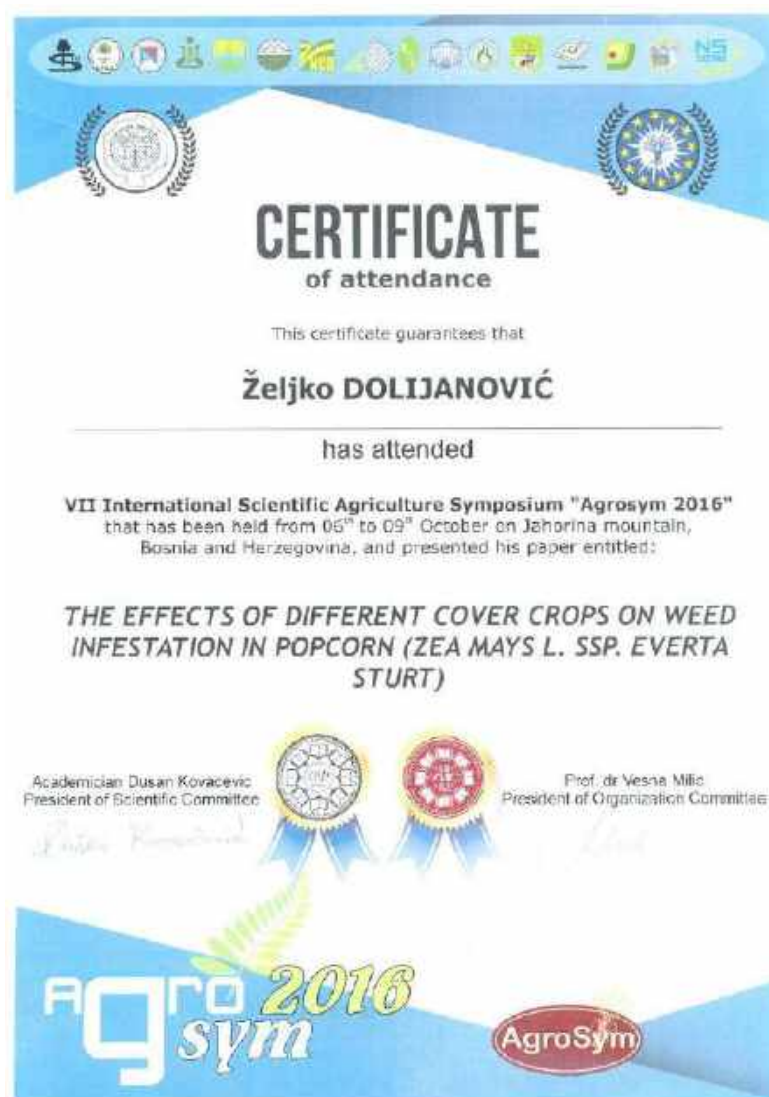 CERTIFICATE
of attendance
This certificate guarantees that
Željko DOLIJANOVIĆ
has attended
VII International Scientific Agriculture Symposium "Agrosym 2016"
that has been held from 06th to 09th October on Jahorina mountain,
Bosnia and Herzegovina, and presented his paper entitled:
THE EFFECTS OF DIFFERENT COVER CROPS ON WEED
INFESTATION IN POPCORN (ZEA MAYS L. SSP. EVERTA
STURT)
Academician Dusan Kovacevic
President of Scientific Committee
Prof. dr Vesna Milic
President of Organization Committee
Agro 2016
sym
AgroSym